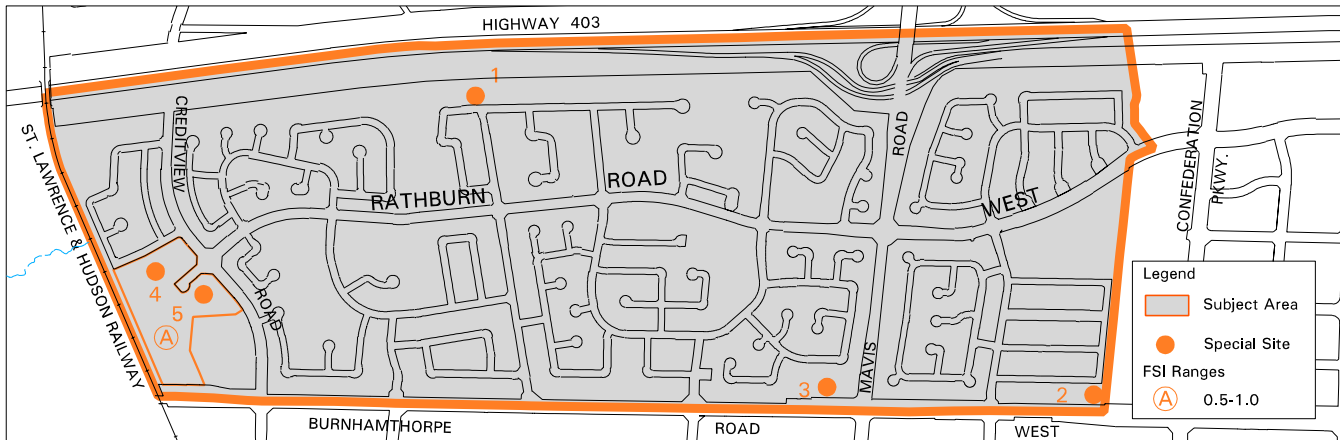 HIGHWAY 403
1
CREDITVIEW
ROAD
ST. LAWRENCE & HUDSON RAILWAY
RATHBURN ROAD WEST
ROAD
MAVIS
CONFEDERATION
PKWY.
4
5
A
3
2
BURNHAMTHORPE ROAD WEST
Legend
Subject Area
Special Site
FSI Ranges
A 0.5-1.0